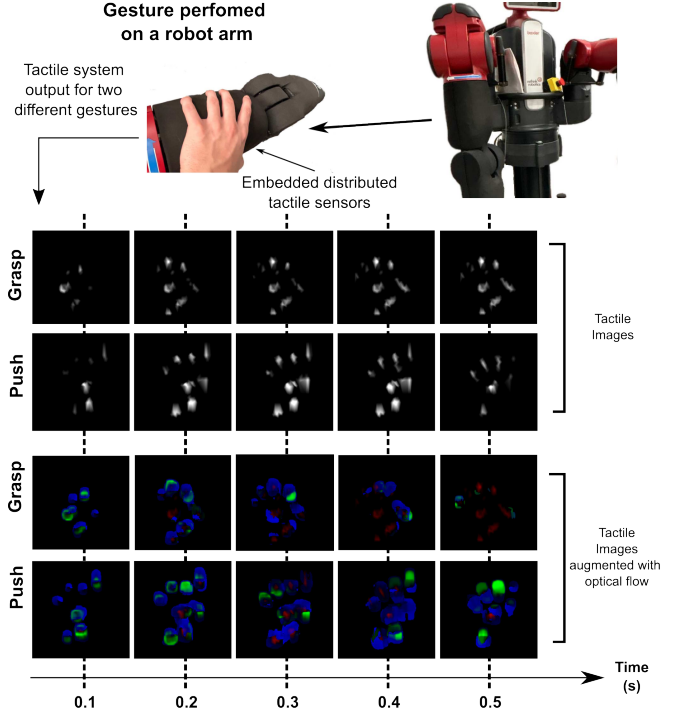 Gesture perfomed
on a robot arm
Tactile system
output for two
different gestures
Embedded distributed
tactile sensors
Grasp
Push
Tactile
Images
Grasp
Push
Tactile
Images
augmented with
optical flow
Time
(s)
0.1
0.2
0.3
0.4
0.5